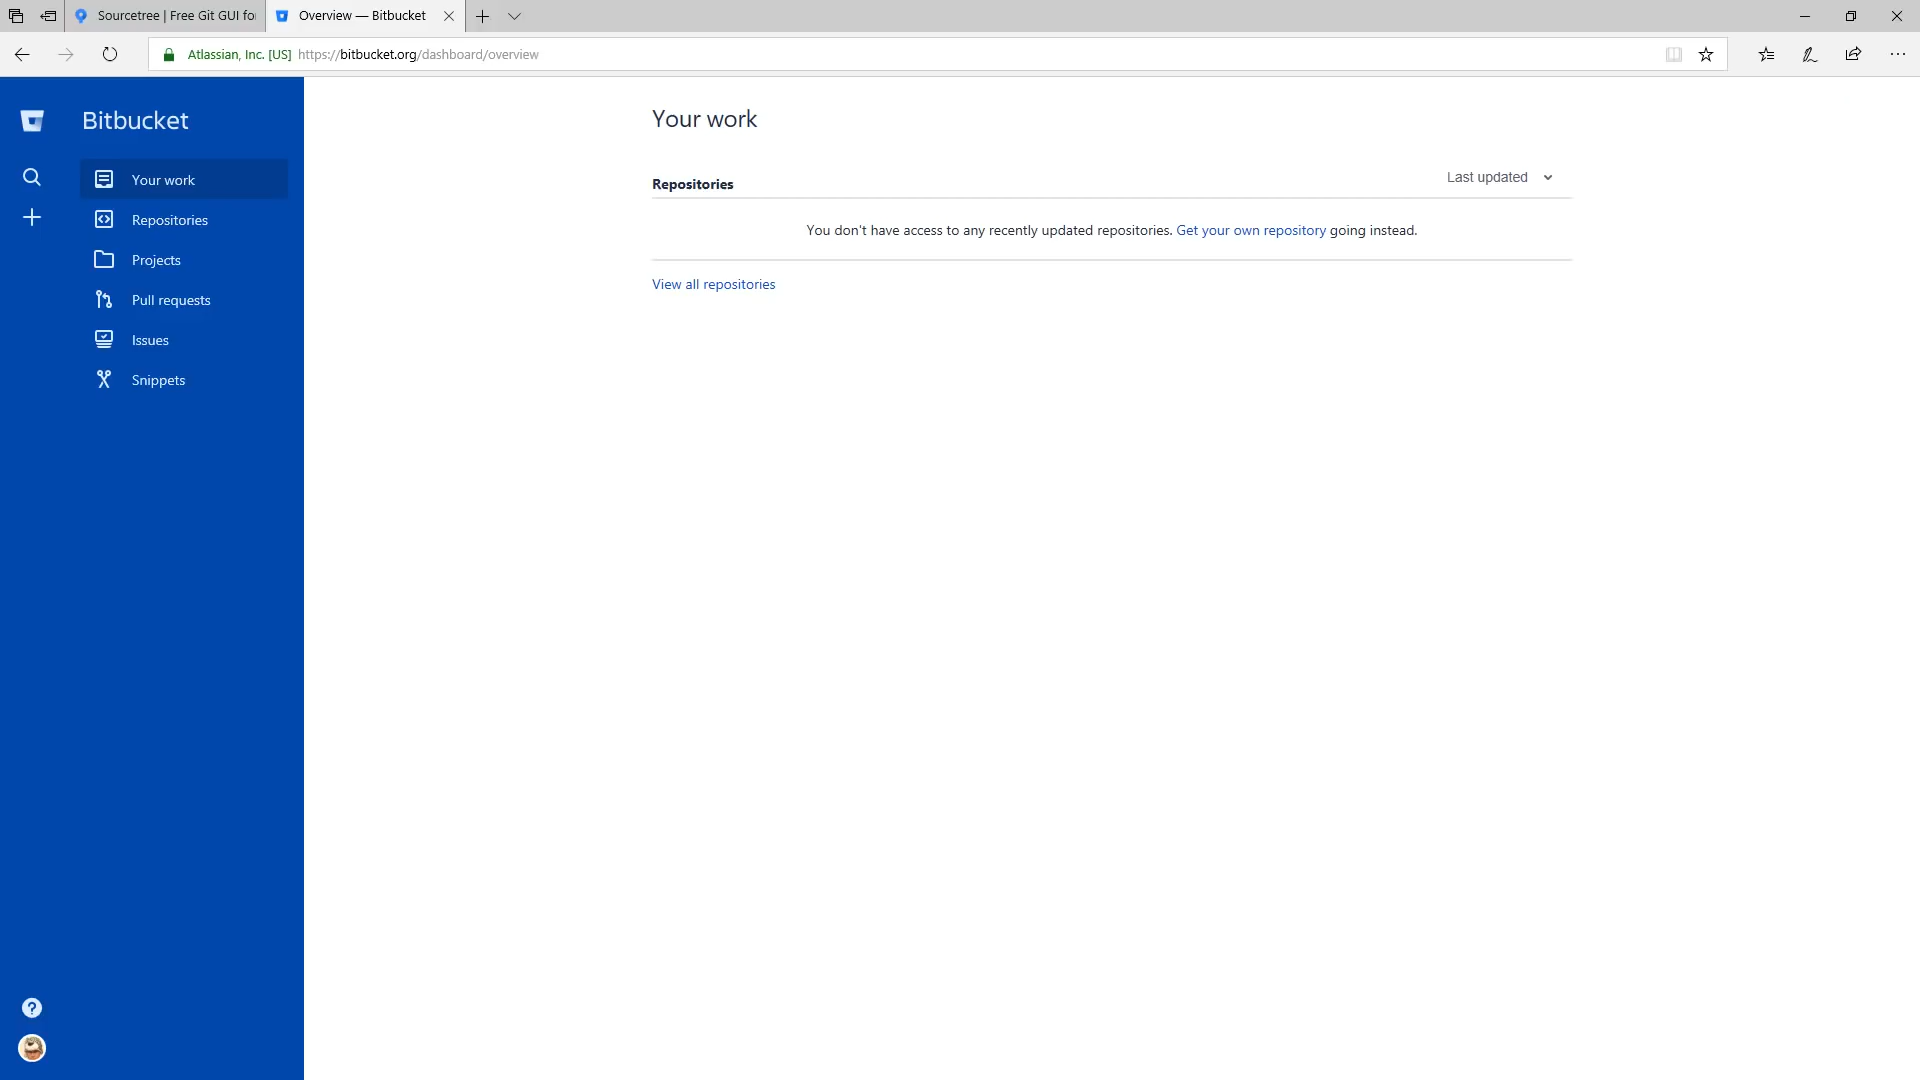 Sourcetree | Free Git GUI fo
Overview — Bitbucket
Atlassian, Inc. [US] https://bitbucket.org/dashboard/overview
Bitbucket
Your work
Repositories
Projects
Pull requests
Issues
Snippets
Your work
Repositories
Last updated
You don't have access to any recently updated repositories. Get your own repository going instead.
View all repositories
?